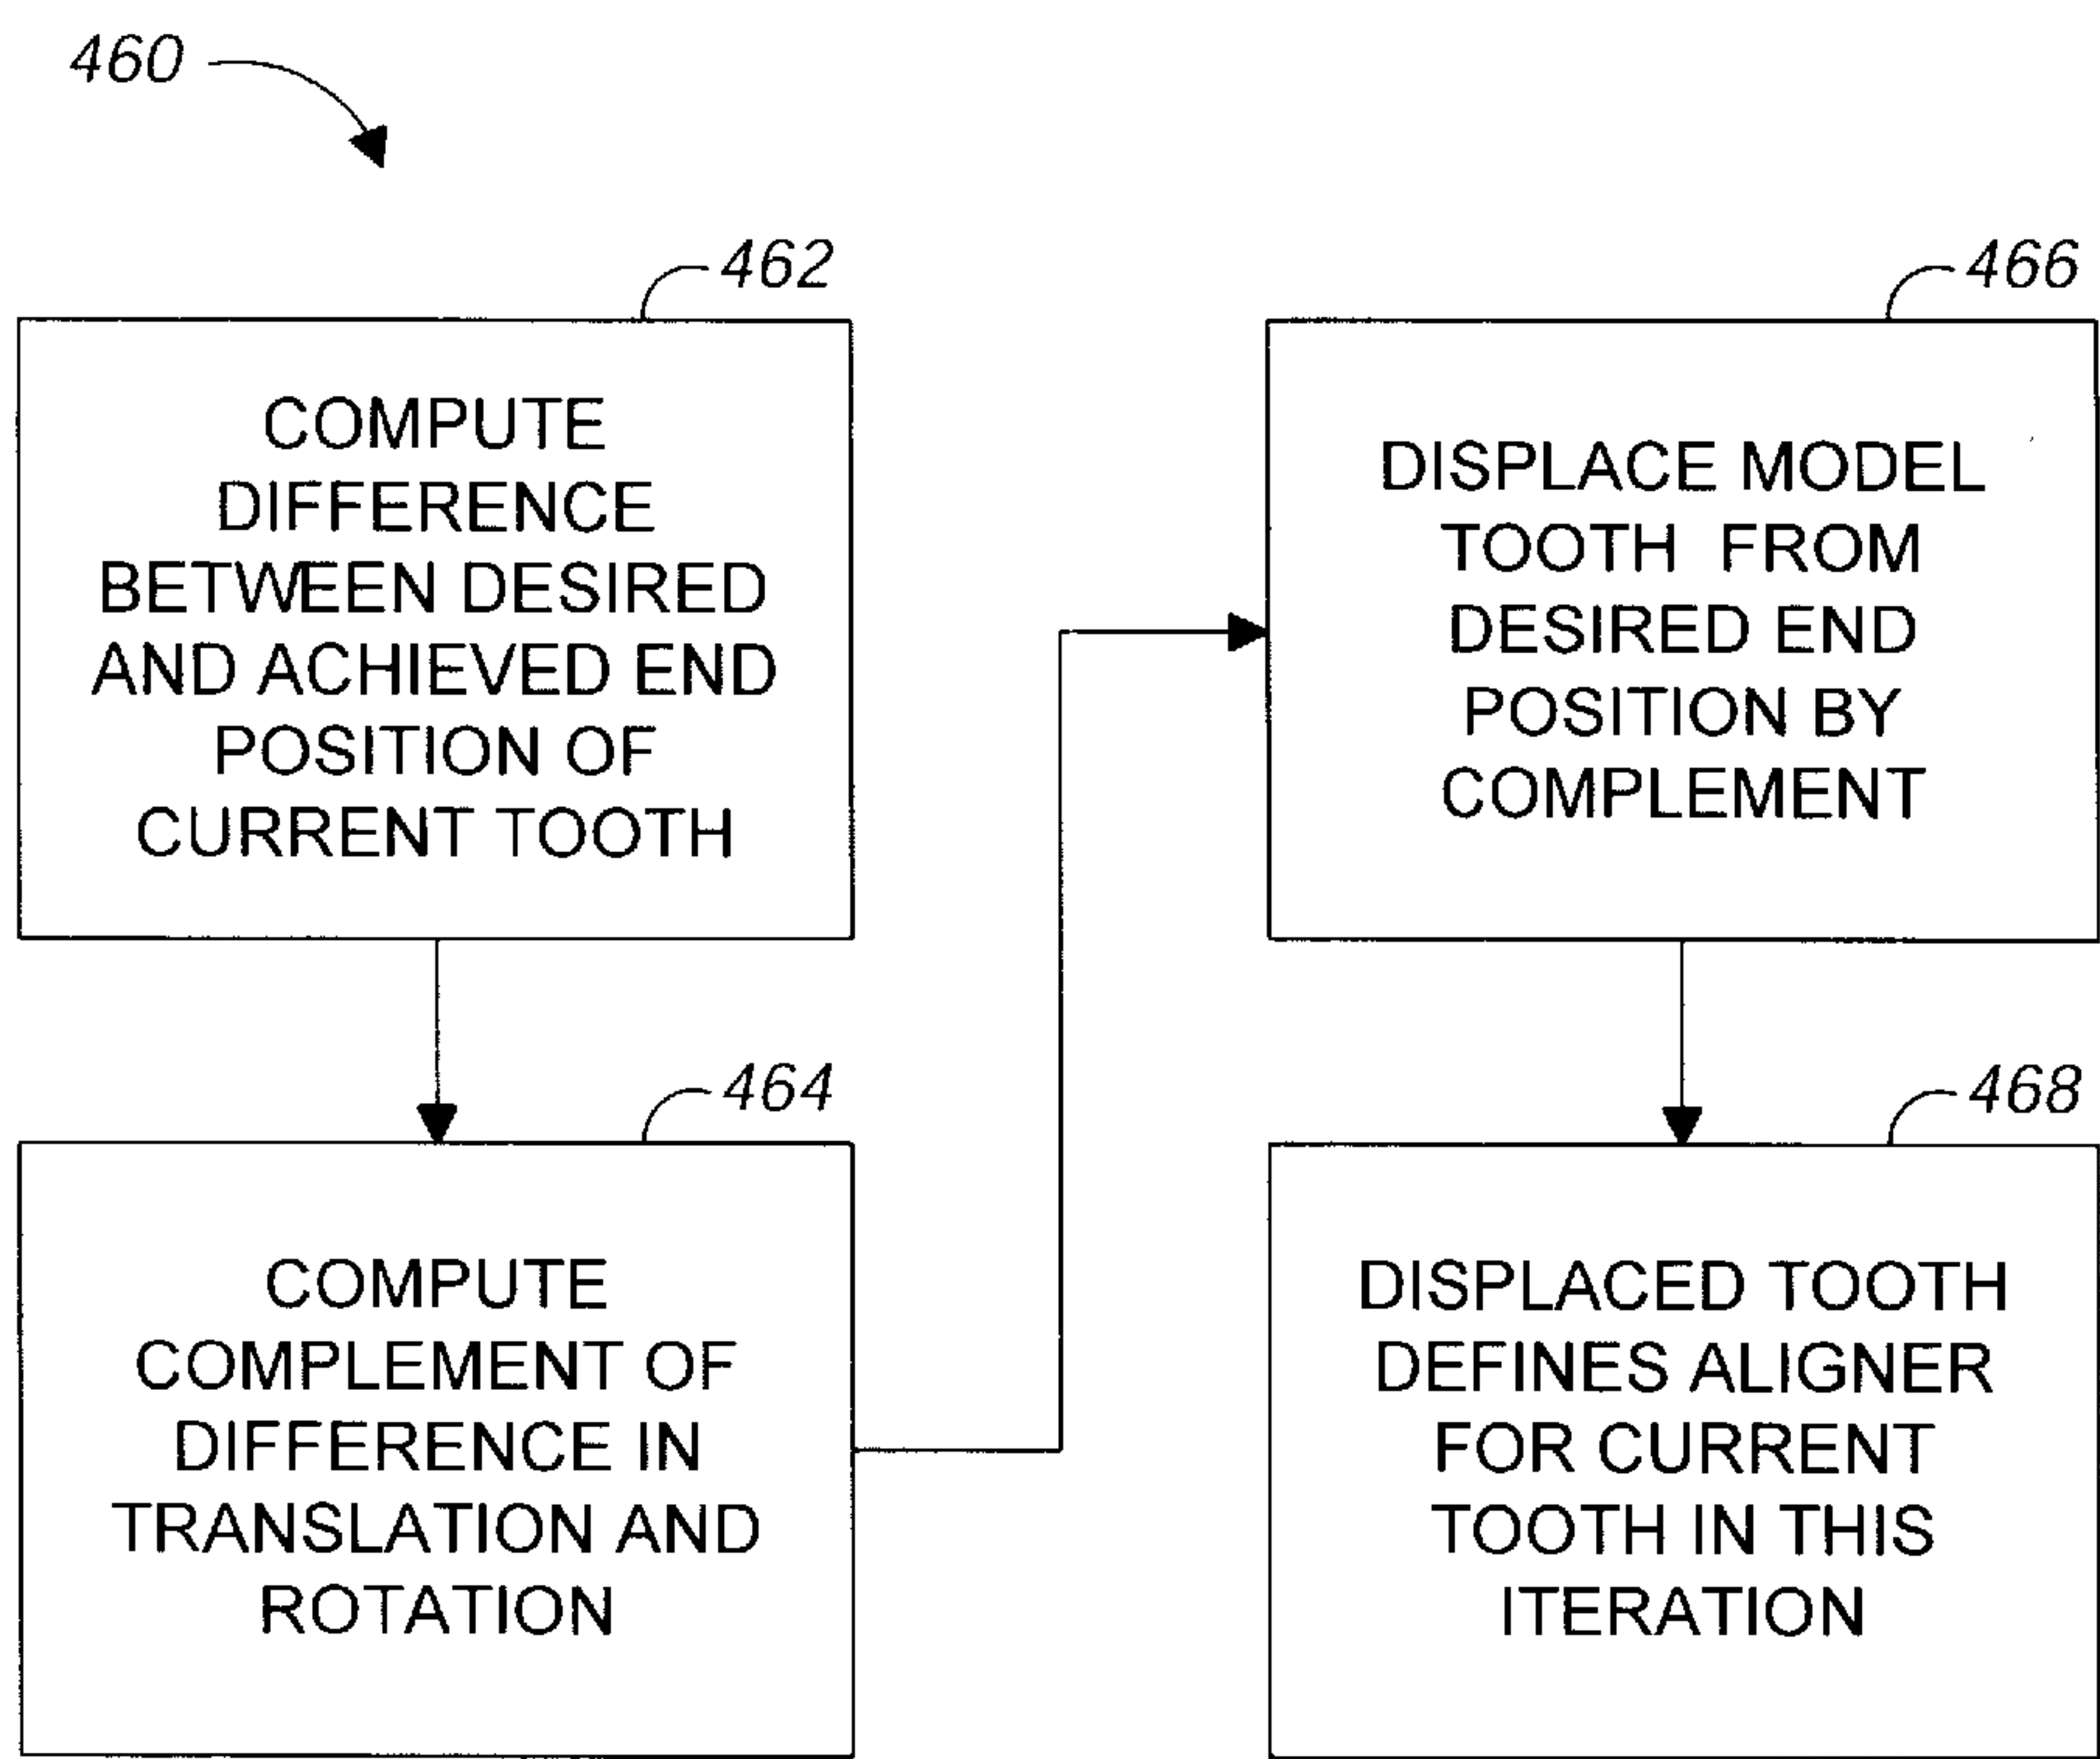 460
462
COMPUTE
DIFFERENCE
BETWEEN DESIRED
AND ACHIEVED END
POSITION OF
CURRENT TOOTH
464
COMPUTE
COMPLEMENT OF
DIFFERENCE IN
TRANSLATION AND
ROTATION
466
DISPLACE MODEL
TOOTH FROM
DESIRED END
POSITION BY
COMPLEMENT
468
DISPLACED TOOTH
DEFINES ALIGNER
FOR CURRENT
TOOTH IN THIS
ITERATION